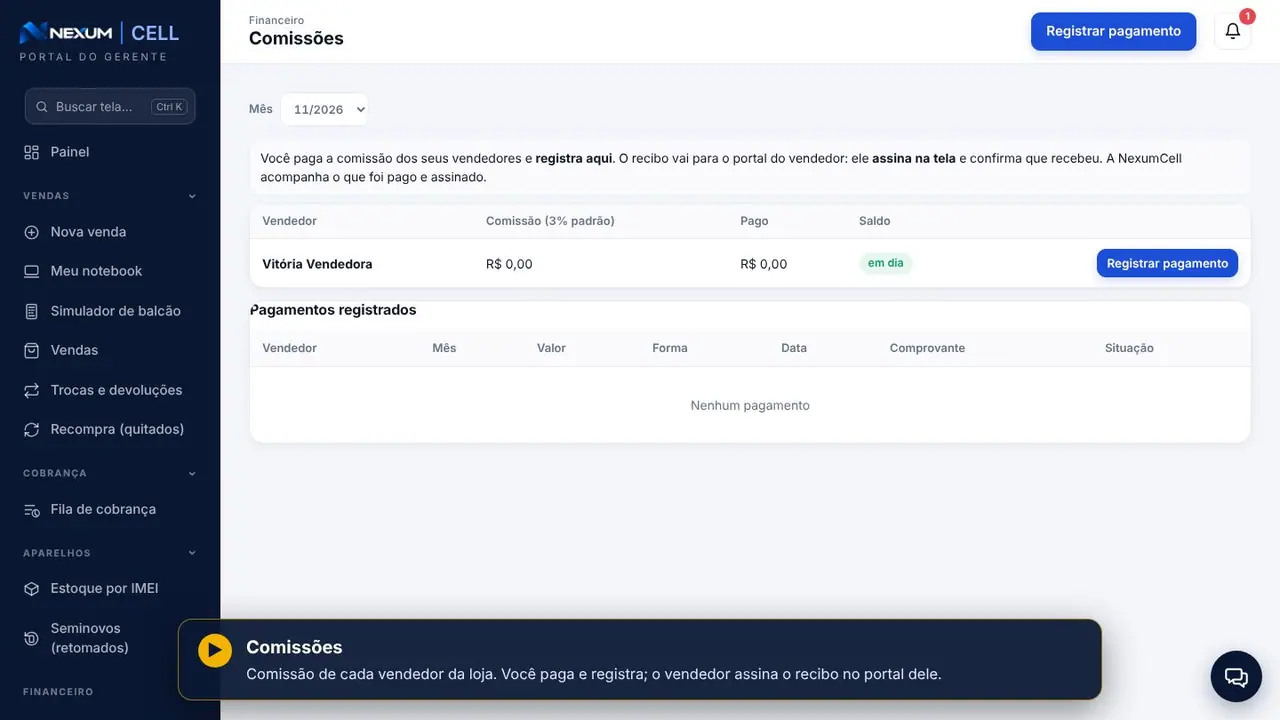 NEXUM | CELL
PORTAL DO GERENTE
Buscar tela... Ctrl K
Painel
VENDAS
Nova venda
Meu notebook
Simulador de balcão
Vendas
Trocas e devoluções
Recompra (quitados)
COBRANÇA
Fila de cobrança
APARELHOS
Estoque por IMEI
Seminovos
(retomados)
FINANCEIRO
Financeiro
Comissões
Registrar pagamento
1
Mês 11/2026
Você paga a comissão dos seus vendedores e registra aqui. O recibo vai para o portal do vendedor: ele assina na tela e confirma que recebeu. A NexumCell
acompanha o que foi pago e assinado.
Vendedor Comissão (3% padrão) Pago Saldo
Vitória Vendedora R$ 0,00 R$ 0,00 em dia Registrar pagamento
Pagamentos registrados
Vendedor Mês Valor Forma Data Comprovante Situação
Nenhum pagamento
Comissões
Comissão de cada vendedor da loja. Você paga e registra; o vendedor assina o recibo no portal dele.